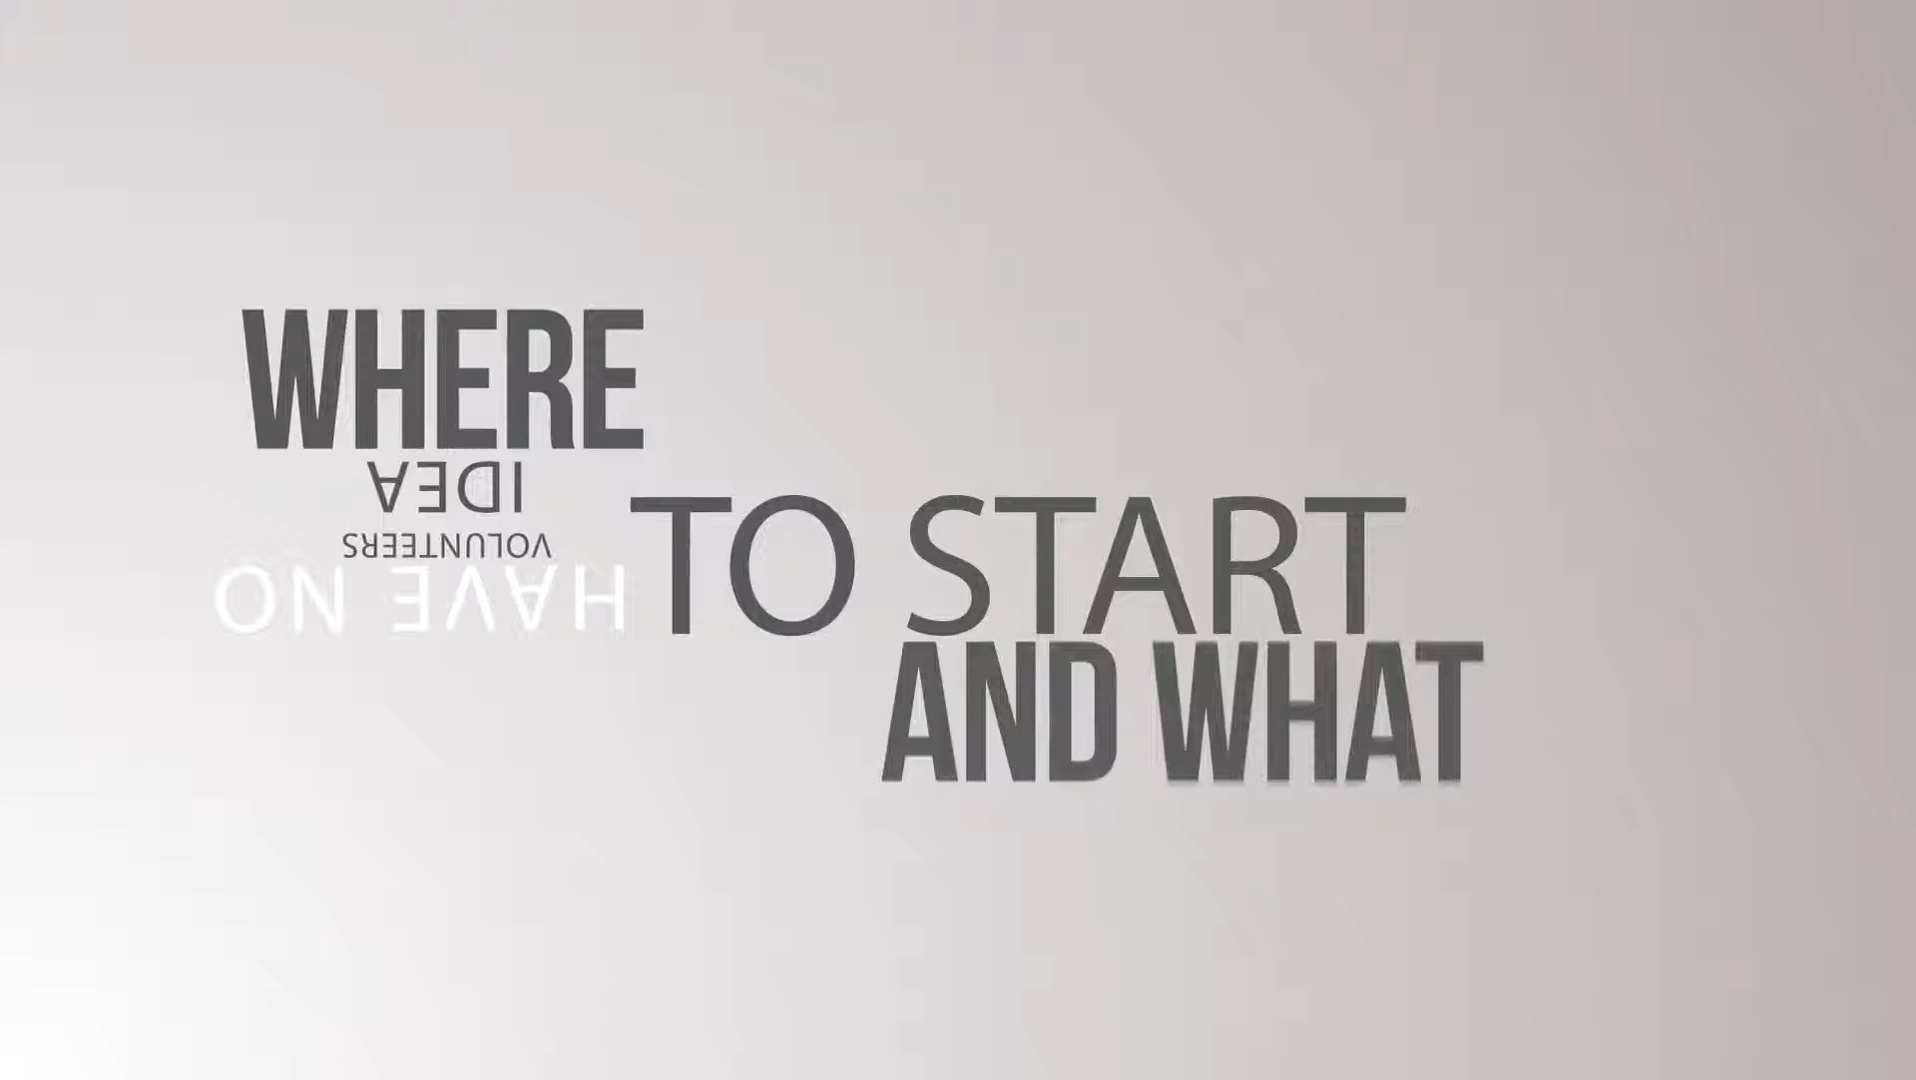 WHERE
IDEA
VOLUNTEERS
HAVE NO
TO START
AND WHAT